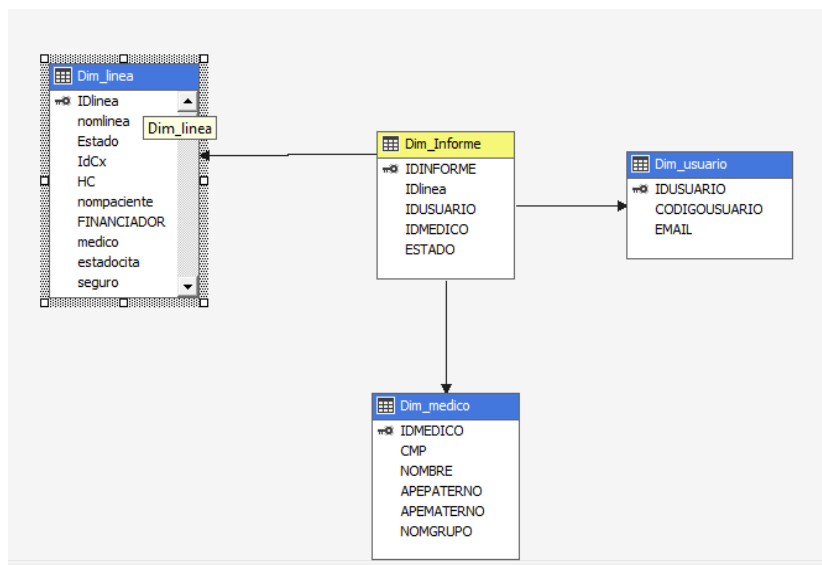 Dim_linea
IDlinea
nomlinea
Estado
IdCx
HC
nompaciente
FINANCIADOR
medico
estadocita
seguro
Dim_linea
Dim_Informe
IDINFORME
IDlinea
IDUSUARIO
IDMEDICO
ESTADO
Dim_usuario
IDUSUARIO
CODIGOUSUARIO
EMAIL
Dim_medico
IDMEDICO
CMP
NOMBRE
APEPATERNO
APEMATERNO
NOMGRUPO